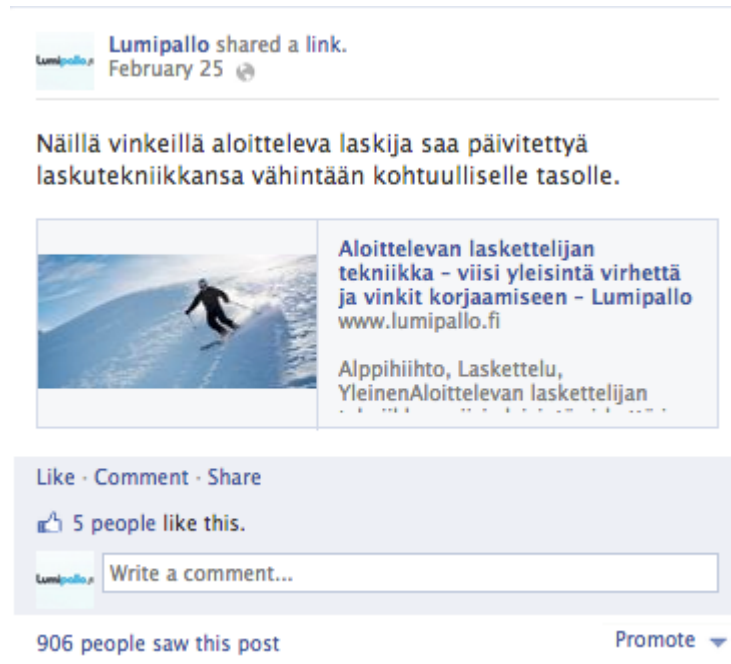 Lumipallo shared a link.
February 25
Lumipallo
Näillä vinkeillä aloitteleva laskija saa päivitettyä
laskutekniikkansa vähintään kohtuulliselle tasolle.
Aloittelevan laskettelijan
tekniikka – viisi yleisintä virhettä
ja vinkit korjaamiseen – Lumipallo
www.lumipallo.fi
Alppihiihto, Laskettelu,
YleinenAloittelevan laskettelijan
Like · Comment · Share
5 people like this.
Lumipallo
Write a comment...
906 people saw this post
Promote